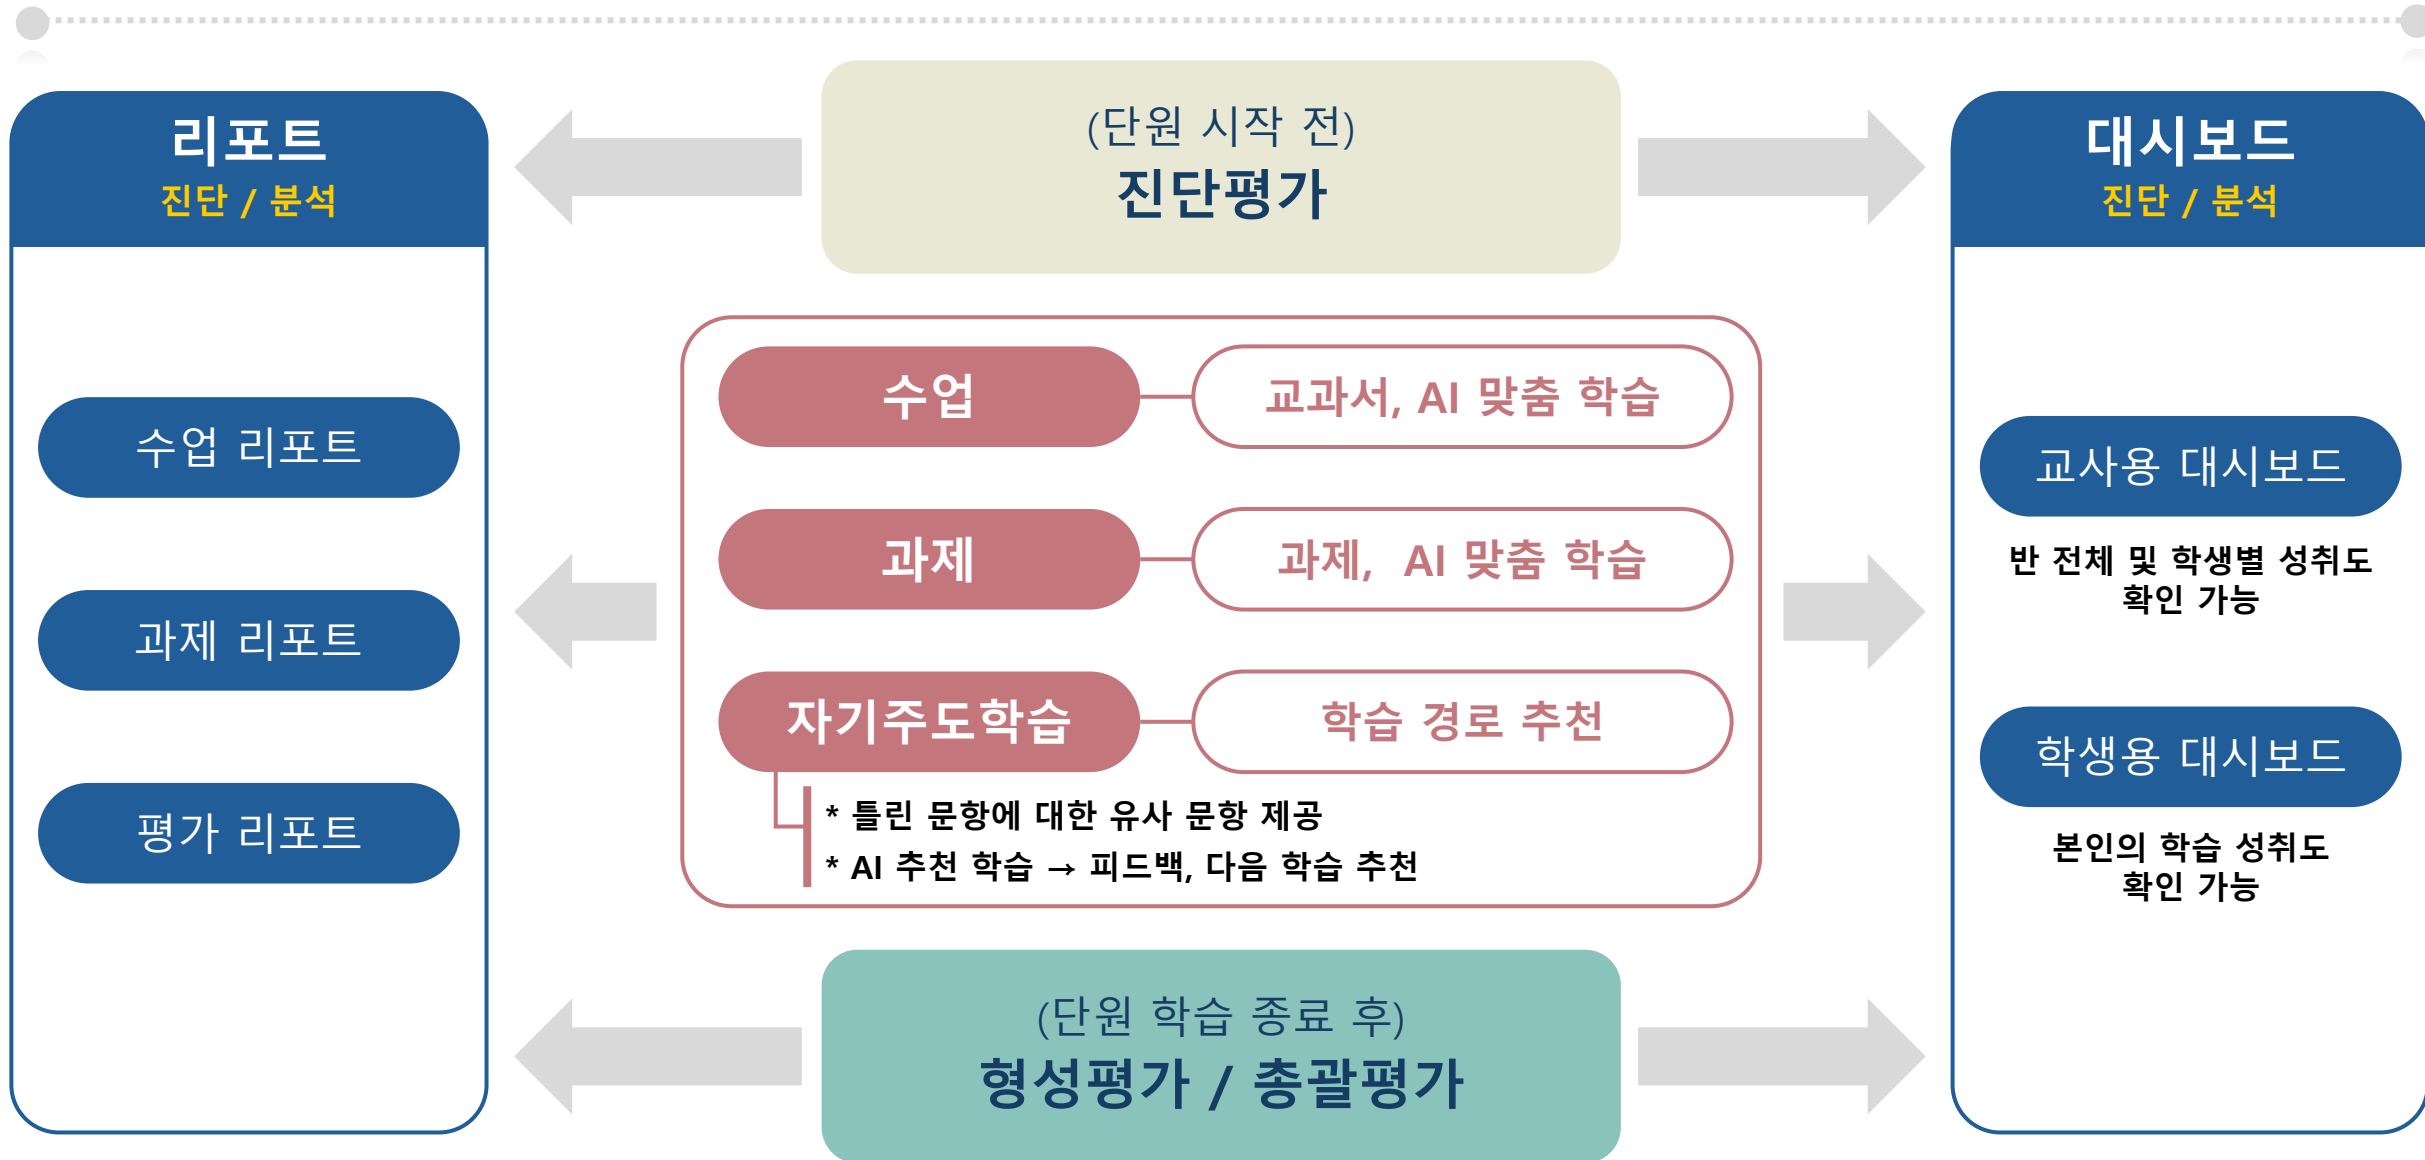 리포트
진단 / 분석
수업 리포트
과제 리포트
평가 리포트
(단원 시작 전)
진단평가
수업
교과서, AI 맞춤 학습
과제
과제, AI 맞춤 학습
자기주도학습
학습 경로 추천
* 틀린 문항에 대한 유사 문항 제공
* AI 추천 학습 → 피드백, 다음 학습 추천
(단원 학습 종료 후)
형성평가 / 총괄평가
대시보드
진단 / 분석
교사용 대시보드
반 전체 및 학생별 성취도
확인 가능
학생용 대시보드
본인의 학습 성취도
확인 가능